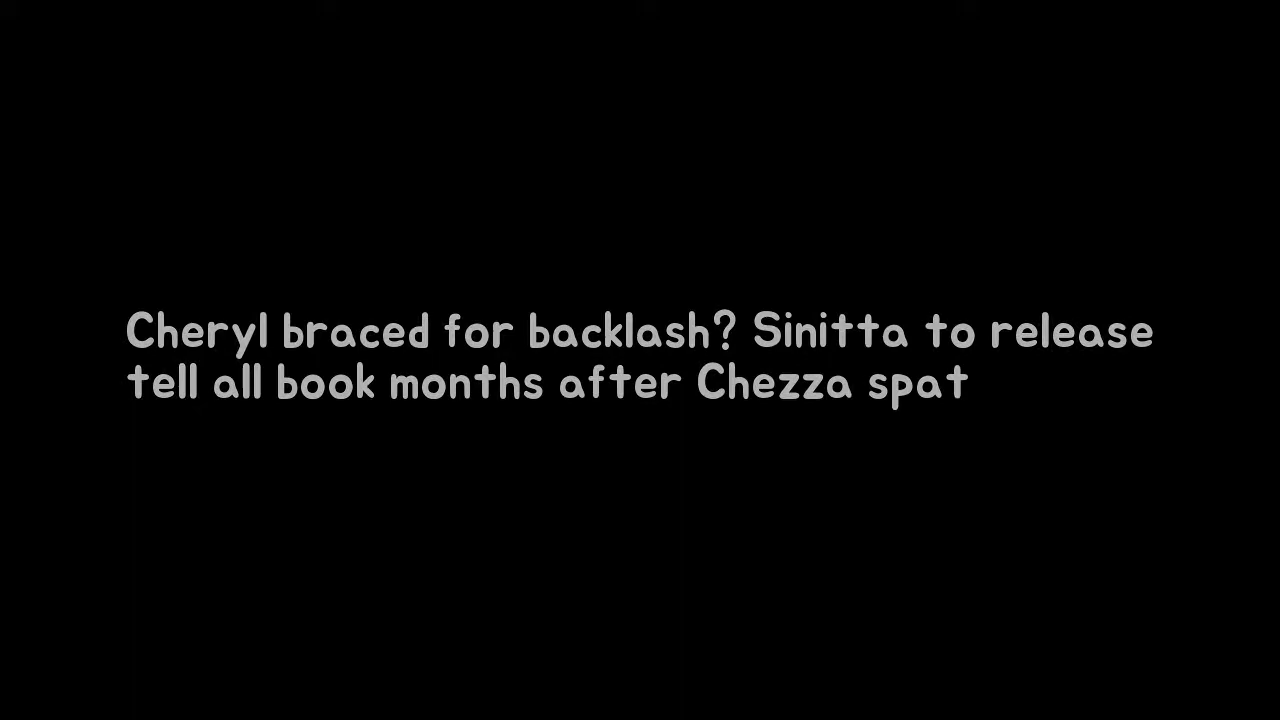 Cheryl braced for backlash? Sinitta to release
tell all book months after Chezza spat